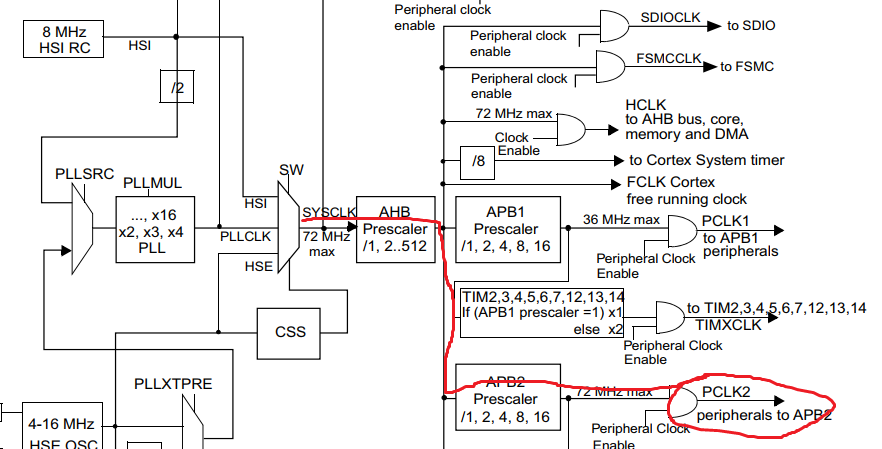 Peripheral clock
enable
SDIOCLK
to SDIO
Peripheral clock
enable
8 MHz
HSI RC
HSI
FSMCCLK
to FSMC
Peripheral clock
enable
/2
72 MHz max
HCLK
to AHB bus, core,
memory and DMA
Clock
Enable
/8
to Cortex System timer
PLLSRC
PLLMUL
SW
FCLK Cortex
free running clock
HSI
..., x16
x2, x3, x4
PLL
PLLCLK
SYSCLK
72 MHz
max
HSE
AHB
Prescaler
/1, 2..512
APB1
Prescaler
/1, 2, 4, 8, 16
36 MHz max
PCLK1
to APB1
peripherals
Peripheral Clock
Enable
TIM2,3,4,5,6,7,12,13,14
If (APB1 prescaler =1) x1
else x2
to TIM2,3,4,5,6,7,12,13,14
TIMXCLK
Peripheral Clock
Enable
CSS
PLLXTPRE
APB2
Prescaler
/1, 2, 4, 8, 16
72 MHz max
PCLK2
peripherals to APB2
Peripheral Clock
Enable
4-16 MHz
HSE OSC